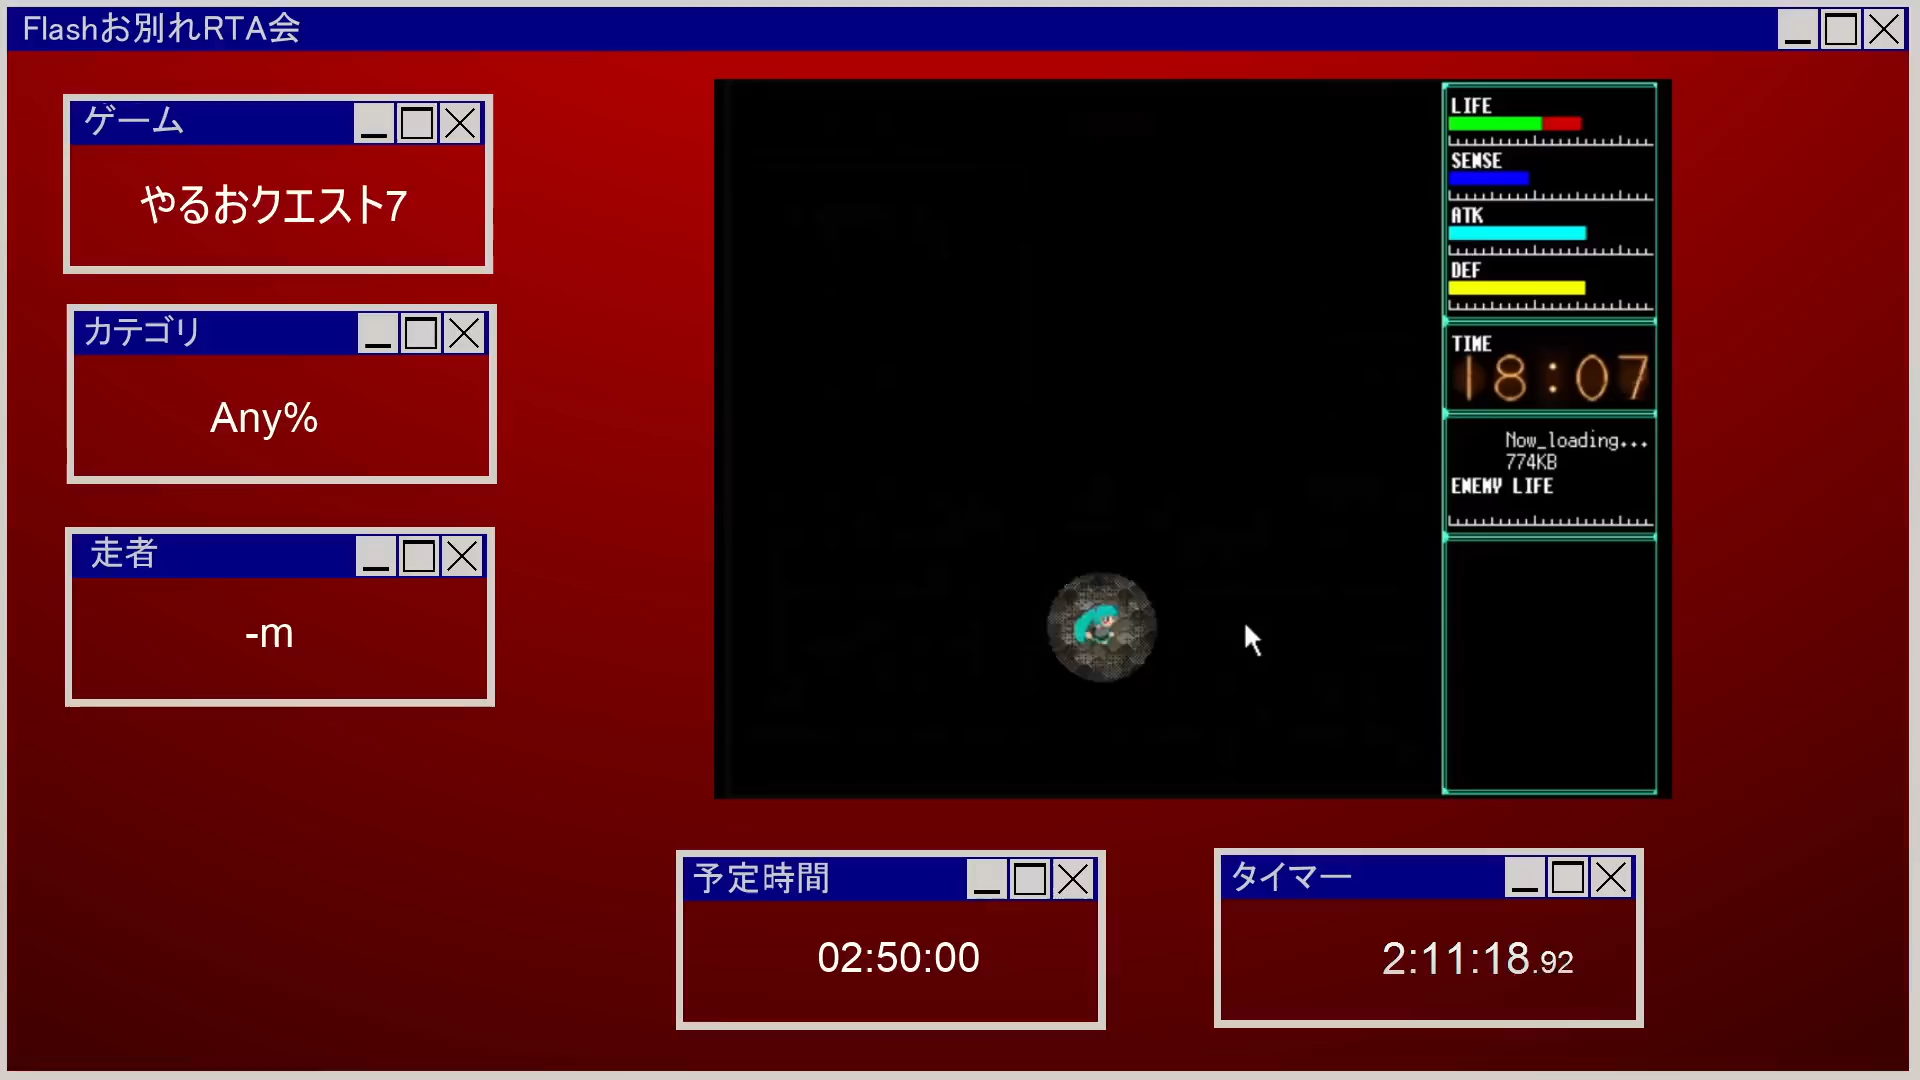 Flashお別れRTA会
ゲーム
やるおクエスト7
カテゴリ
Any%
走者
-m
LIFE
SENSE
ATK
DEF
TIME
18:07
Now_loading...
774KB
ENEMY LIFE
予定時間
02:50:00
タイマー
2:11:18.92